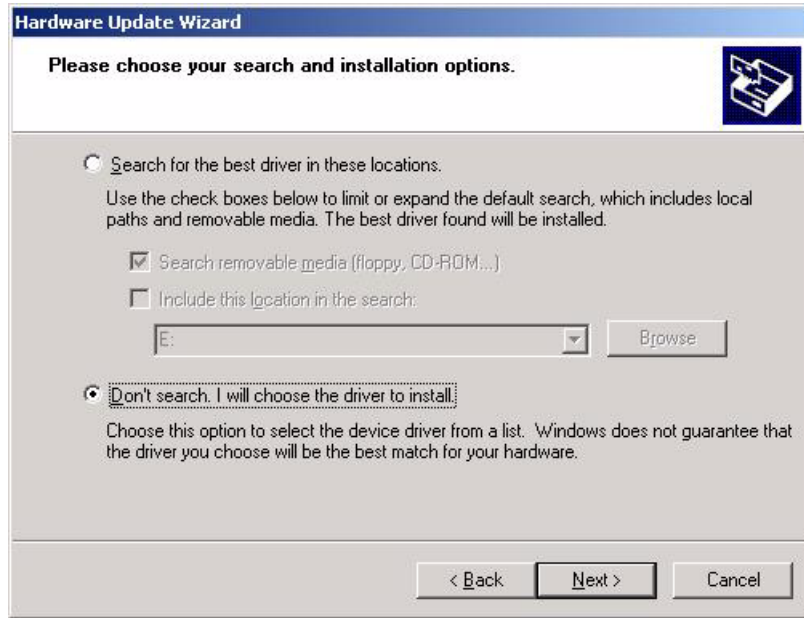 Hardware Update Wizard
Please choose your search and installation options.
Search for the best driver in these locations.
Use the check boxes below to limit or expand the default search, which includes local
paths and removable media. The best driver found will be installed.
Search removable media (floppy, CD-ROM...)
Include this location in the search:
E:
Browse
Don't search. I will choose the driver to install.
Choose this option to select the device driver from a list. Windows does not guarantee that
the driver you choose will be the best match for your hardware.
< Back Next > Cancel